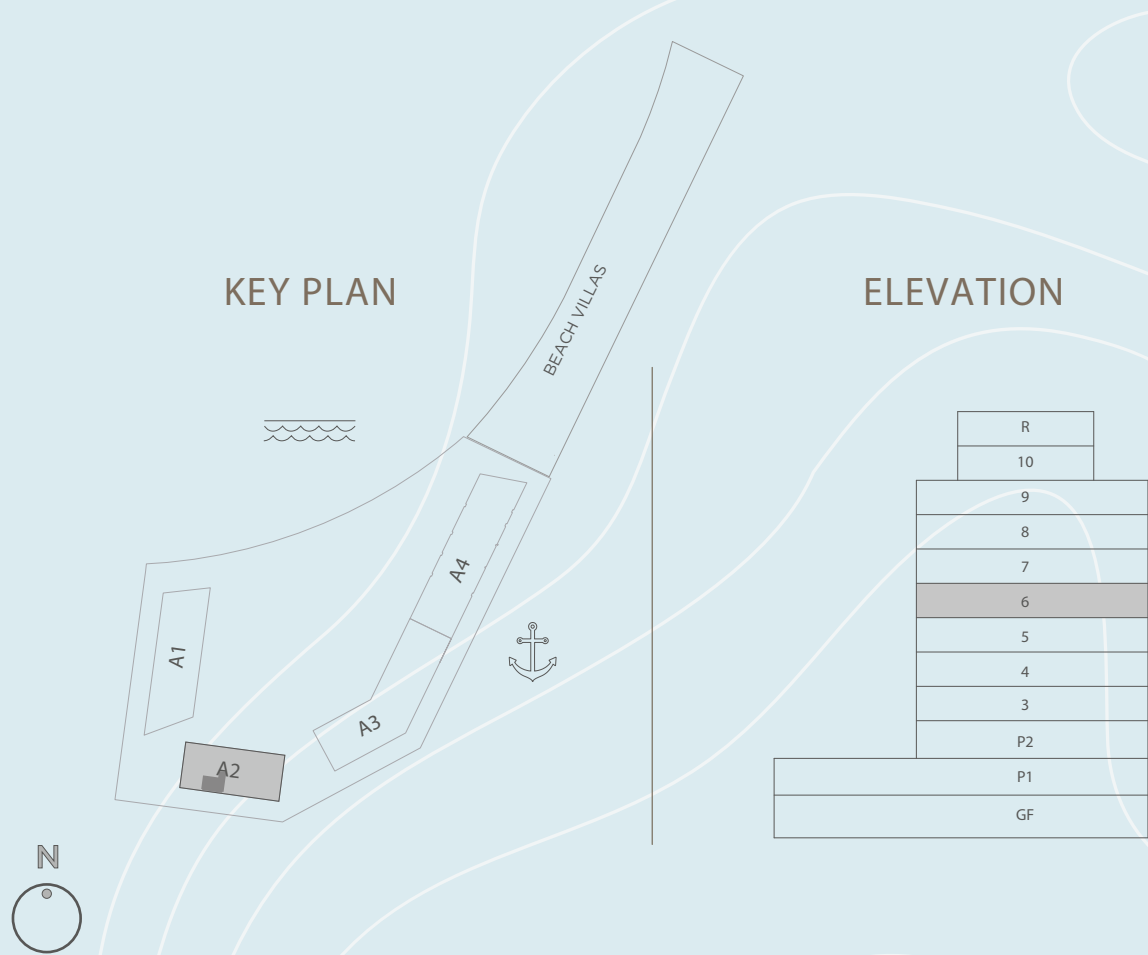 KEY PLAN
BEACH VILLAS
A4
A1
A3
A2
N
ELEVATION
R
10
9
8
7
6
5
4
3
P2
P1
GF